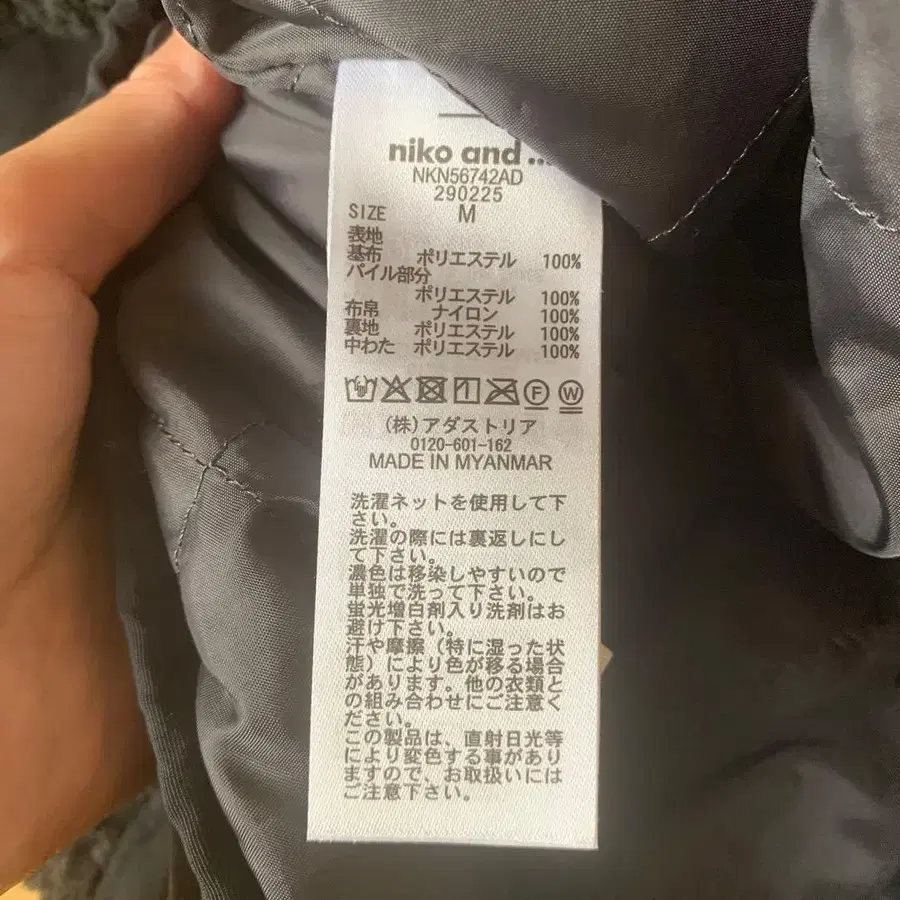 niko and ...
NKN56742AD
290225
SIZE M
表地
基布 ポリエステル 100%
パイル部分
ポリエステル 100%
布帛 ナイロン 100%
裏地 ポリエステル 100%
中わた ポリエステル 100%
F W
(株)アダストリア
0120-601-162
MADE IN MYANMAR
洗濯ネットを使用して下
さい。
洗濯の際には裏返しにし
て下さい。
濃色は移染しやすいので
単独で洗って下さい。
蛍光増白剤入り洗剤はお
避け下さい。
汗や摩擦（特に湿った状
態）により色が移る場合
があります。他の衣類と
の組み合わせにご注意く
ださい。
この製品は、直射日光等
により変色する事があり
ますので、お取扱いには
ご注意下さい。